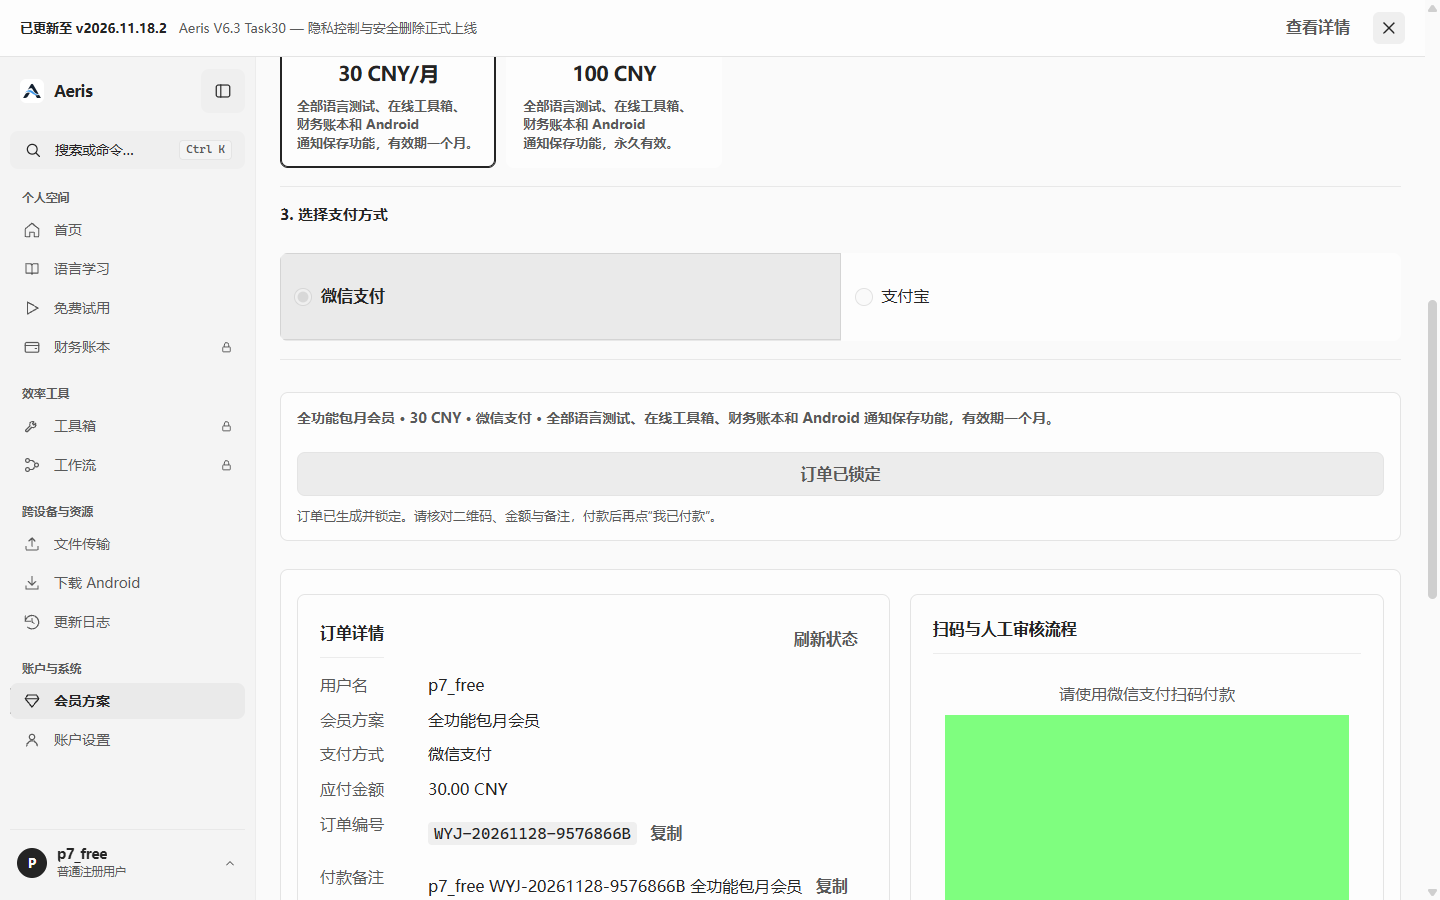 已更新至 v2026.11.18.2 Aeris V6.3 Task30 — 隐私控制与安全删除正式上线
查看详情
Aeris
搜索或命令... Ctrl K
个人空间
首页
语言学习
免费试用
财务账本
效率工具
工具箱
工作流
跨设备与资源
文件传输
下载 Android
更新日志
账户与系统
会员方案
账户设置
P
p7_free
普通注册用户
30 CNY/月
全部语言测试、在线工具箱、
财务账本和 Android
通知保存功能，有效期一个月。
100 CNY
全部语言测试、在线工具箱、
财务账本和 Android
通知保存功能，永久有效。
3. 选择支付方式
微信支付
支付宝
全功能包月会员 • 30 CNY • 微信支付 • 全部语言测试、在线工具箱、财务账本和 Android 通知保存功能，有效期一个月。
订单已锁定
订单已生成并锁定。请核对二维码、金额与备注，付款后再点“我已付款”。
订单详情
刷新状态
用户名 p7_free
会员方案 全功能包月会员
支付方式 微信支付
应付金额 30.00 CNY
订单编号 WYJ-20261128-9576866B 复制
付款备注 p7_free WYJ-20261128-9576866B 全功能包月会员 复制
扫码与人工审核流程
请使用微信支付扫码付款